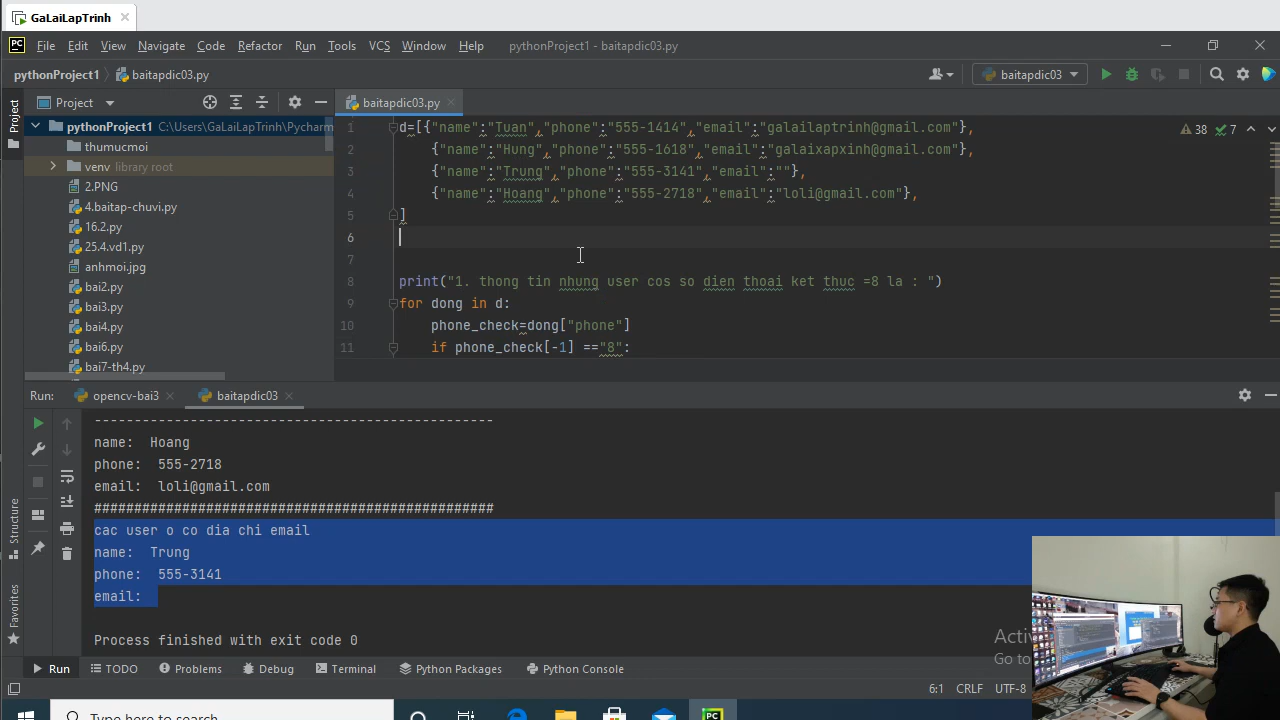 GaLaiLapTrinh
File Edit View Navigate Code Refactor Run Tools VCS Window Help pythonProject1 - baitapdic03.py
pythonProject1 baitapdic03.py baitapdic03
Project
Project
pythonProject1 C:\Users\GaLaiLapTrinh\Pycharm
thumucmoi
venv library root
2.PNG
4.baitap-chuvi.py
16.2.py
25.4.vd1.py
anhmoi.jpg
bai2.py
bai3.py
bai4.py
bai6.py
bai7-th4.py
baitapdic03.py
38 7
1 d=[{"name":"Tuan","phone":"555-1414","email":"galailaptrinh@gmail.com"},
2 {"name":"Hung","phone":"555-1618","email":"galaixapxinh@gmail.com"},
3 {"name":"Trung","phone":"555-3141","email":""},
4 {"name":"Hoang","phone":"555-2718","email":"loli@gmail.com"},
5 ]
6
7
8 print("1. thong tin nhung user cos so dien thoai ket thuc =8 la : ")
9 for dong in d:
10 phone_check=dong["phone"]
11 if phone_check[-1] =="8":
Run: opencv-bai3 baitapdic03
-------------------------------------------------- 
name:  Hoang
phone:  555-2718
email:  loli@gmail.com
##################################################
cac user o co dia chi email
name:  Trung
phone:  555-3141
email:
Process finished with exit code 0
Structure
Favorites
Activ
Go to
Run TODO Problems Debug Terminal Python Packages Python Console
6:1 CRLF UTF-8
Type here to search